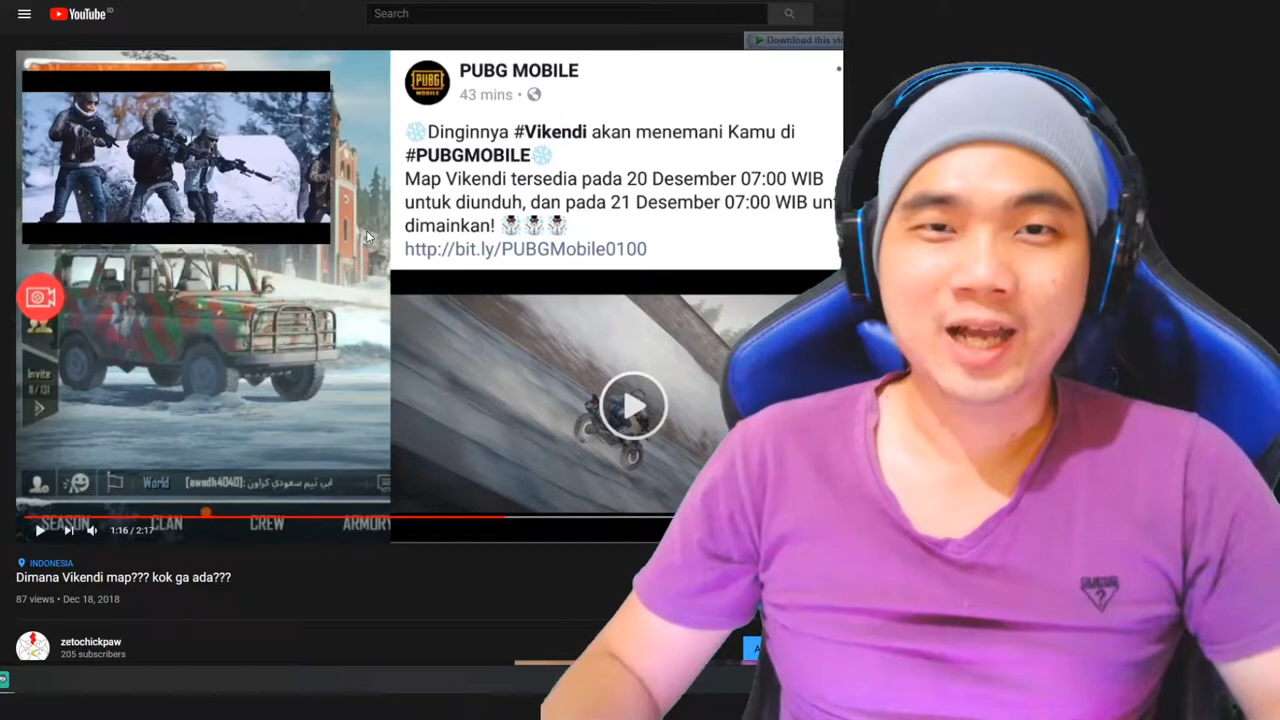 YouTube ID
Search
Download this vi
PUBG MOBILE
43 mins •
Dinginnya #Vikendi akan menemani Kamu di
#PUBGMOBILE
Map Vikendi tersedia pada 20 Desember 07:00 WIB
untuk diunduh, dan pada 21 Desember 07:00 WIB un
dimainkan!
http://bit.ly/PUBGMobile0100
PUBG
MOBILE
Invite
World
SEASON
CLAN
CREW
ARMORY
1:16 / 2:17
INDONESIA
Dimana Vikendi map??? kok ga ada???
87 views • Dec 18, 2018
zetochickpaw
205 subscribers